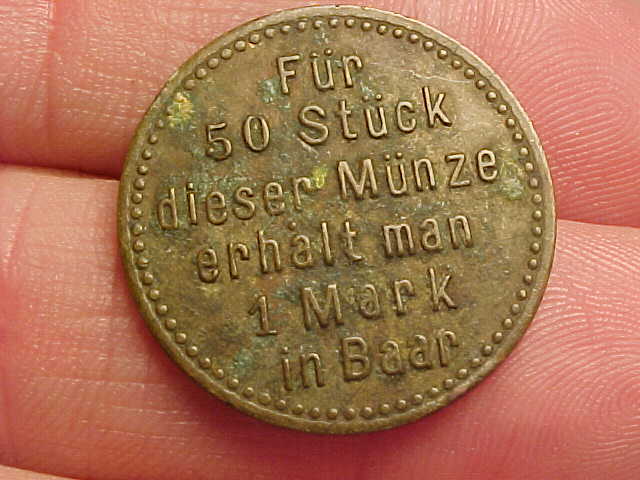 Für
50 Stück
dieser Münze
erhält man
1 Mark
in Baar